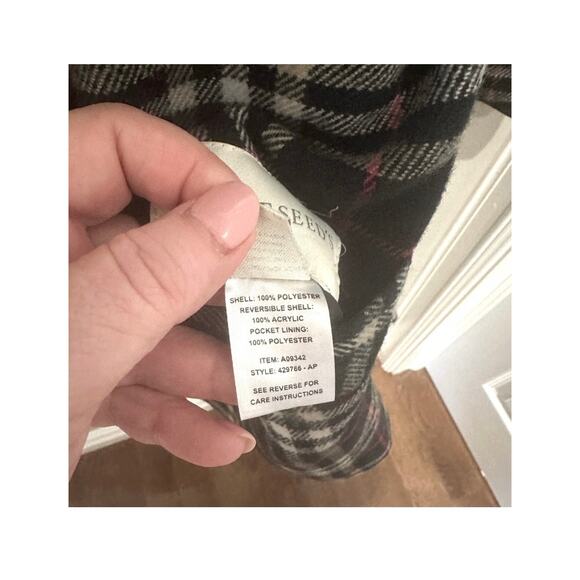 SEED'S
SHELL: 100% POLYESTER
REVERSIBLE SHELL:
100% ACRYLIC
POCKET LINING:
100% POLYESTER
ITEM: A09342
STYLE: 429766 - AP
SEE REVERSE FOR
CARE INSTRUCTIONS